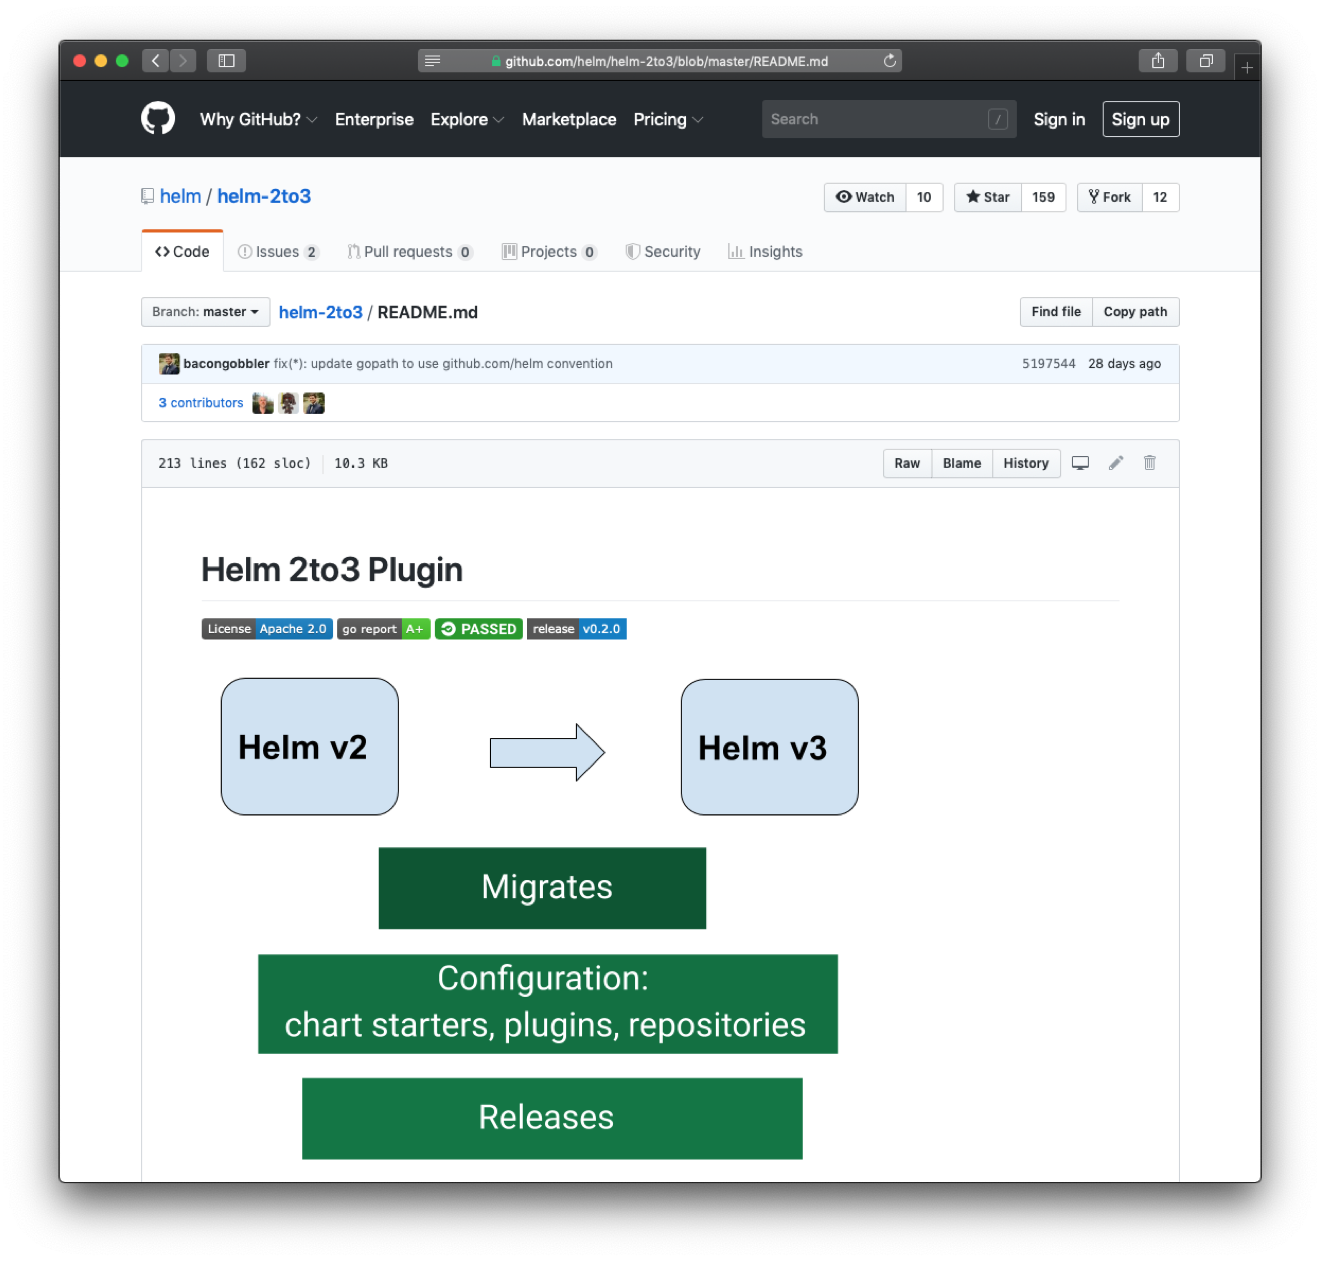 github.com/helm/helm-2to3/blob/master/README.md
Why GitHub? Enterprise Explore Marketplace Pricing Search / Sign in Sign up
helm / helm-2to3 Watch 10 Star 159 Fork 12
Code Issues 2 Pull requests 0 Projects 0 Security Insights
Branch: master helm-2to3 / README.md Find file Copy path
bacongobbler fix(*): update gopath to use github.com/helm convention 5197544 28 days ago
3 contributors
213 lines (162 sloc) 10.3 KB Raw Blame History
Helm 2to3 Plugin
License Apache 2.0 go report A+ PASSED release v0.2.0
Helm v2 Helm v3
Migrates
Configuration:
chart starters, plugins, repositories
Releases